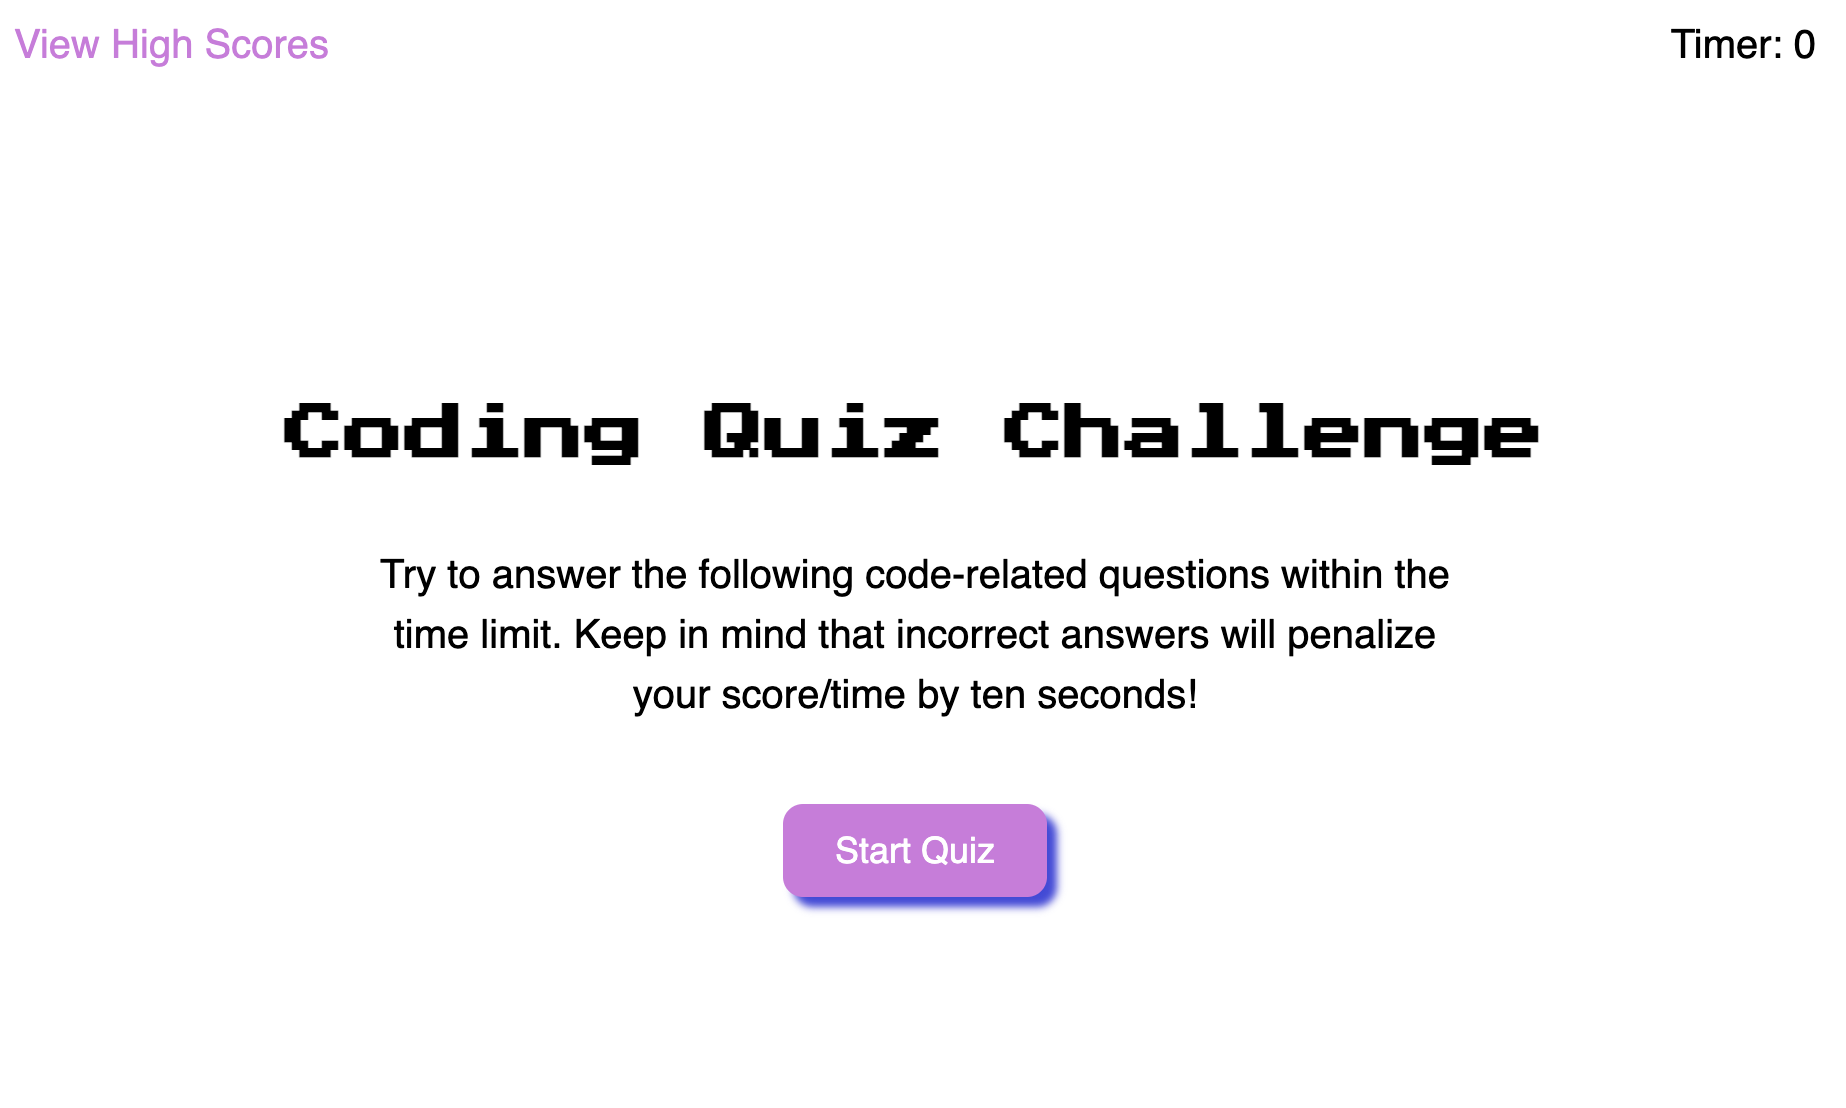 View High Scores
Timer: 0
Coding Quiz Challenge
Try to answer the following code-related questions within the
time limit. Keep in mind that incorrect answers will penalize
your score/time by ten seconds!
Start Quiz